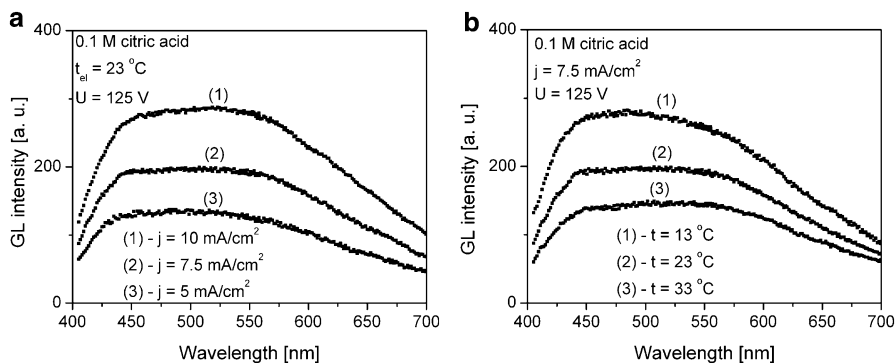 a
400
0.1 M citric acid
t_el = 23 °C
U = 125 V
(1)
(2)
(3)
(1) - j = 10 mA/cm²
(2) - j = 7.5 mA/cm²
(3) - j = 5 mA/cm²
200
0
GL intensity [a. u.]
400 450 500 550 600 650 700
Wavelength [nm]
b
400
0.1 M citric acid
j = 7.5 mA/cm²
U = 125 V
(1)
(2)
(3)
(1) - t = 13 °C
(2) - t = 23 °C
(3) - t = 33 °C
200
0
GL intensity [a. u.]
400 450 500 550 600 650 700
Wavelength [nm]